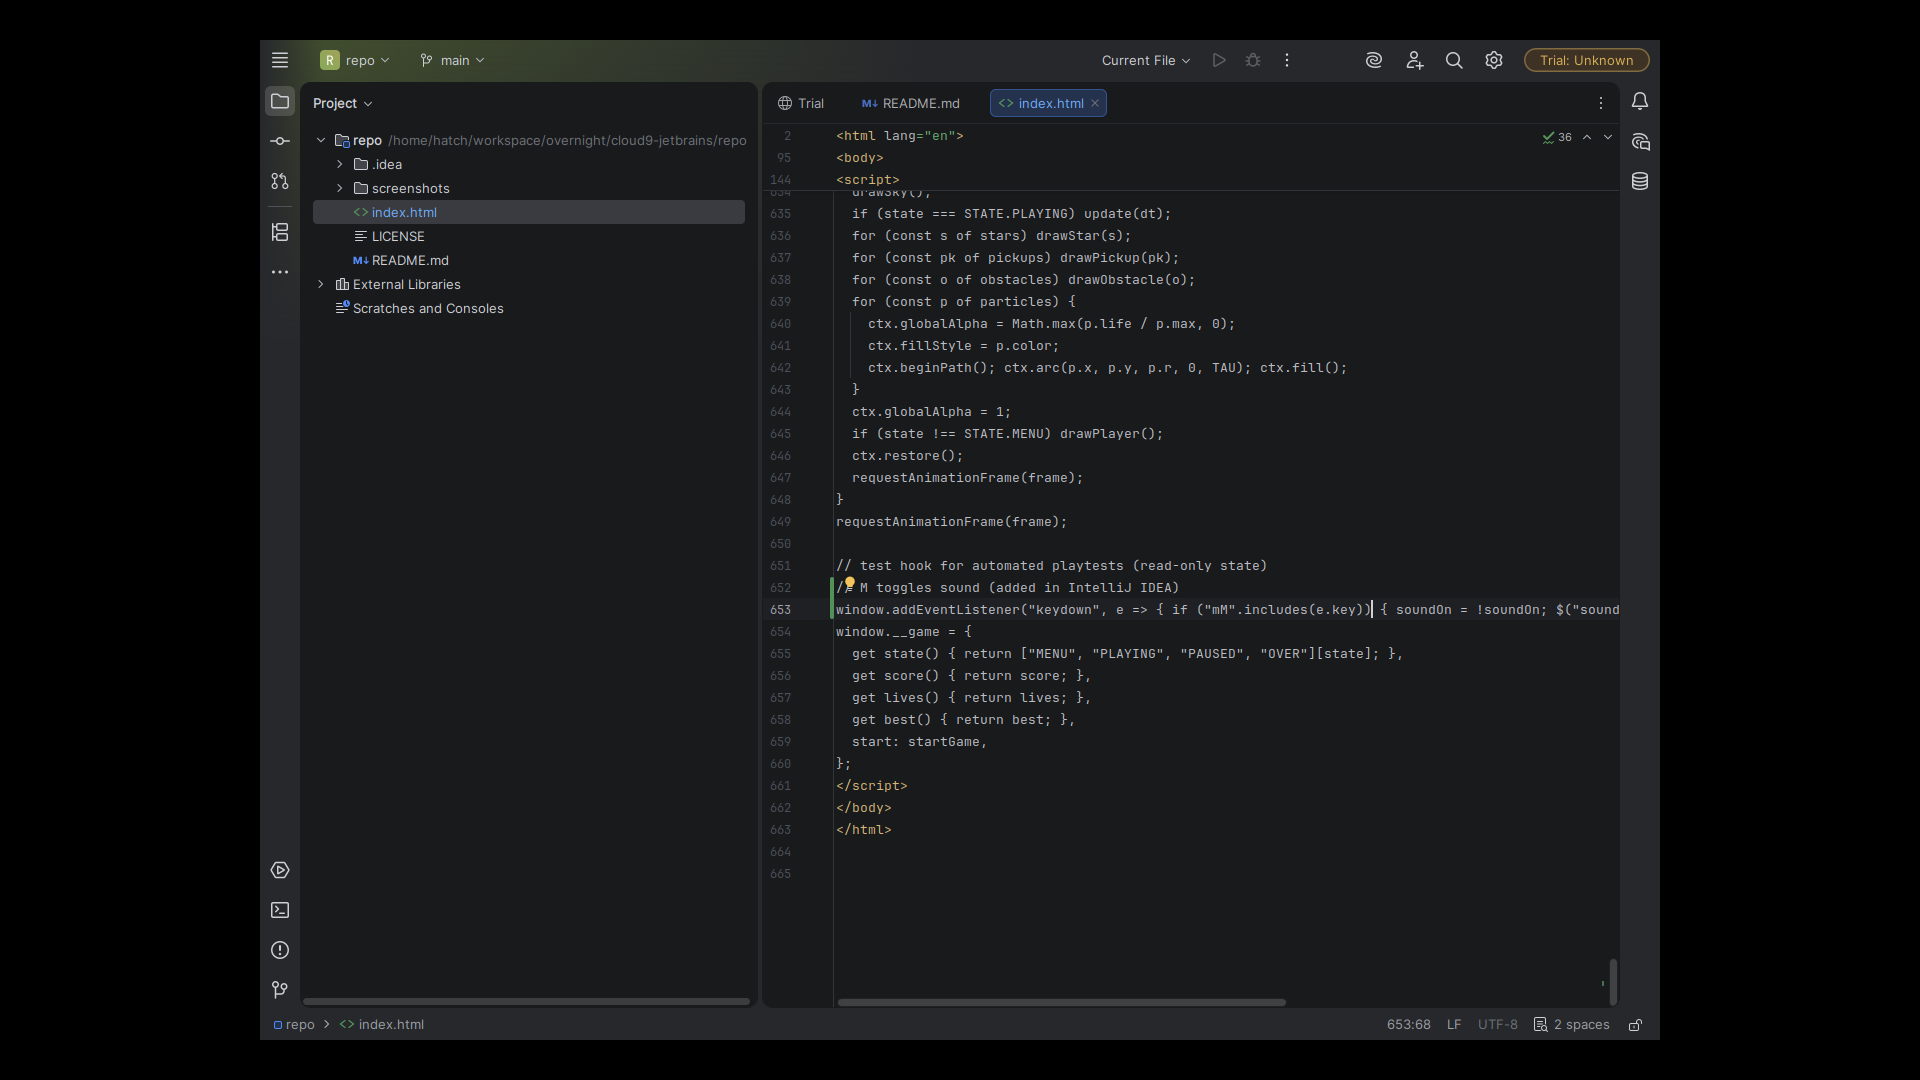 R repo main Current File Trial: Unknown
Project
repo /home/hatch/workspace/overnight/cloud9-jetbrains/repo
.idea
screenshots
<> index.html
LICENSE
M↓ README.md
External Libraries
Scratches and Consoles
Trial M↓ README.md <> index.html
36
2 <html lang="en">
95 <body>
144 <script>
634 drawSky();
635 if (state === STATE.PLAYING) update(dt);
636 for (const s of stars) drawStar(s);
637 for (const pk of pickups) drawPickup(pk);
638 for (const o of obstacles) drawObstacle(o);
639 for (const p of particles) {
640 ctx.globalAlpha = Math.max(p.life / p.max, 0);
641 ctx.fillStyle = p.color;
642 ctx.beginPath(); ctx.arc(p.x, p.y, p.r, 0, TAU); ctx.fill();
643 }
644 ctx.globalAlpha = 1;
645 if (state !== STATE.MENU) drawPlayer();
646 ctx.restore();
647 requestAnimationFrame(frame);
648 }
649 requestAnimationFrame(frame);
650
651 // test hook for automated playtests (read-only state)
652 // M toggles sound (added in IntelliJ IDEA)
653 window.addEventListener("keydown", e => { if ("mM".includes(e.key)) { soundOn = !soundOn; $("sound
654 window.__game = {
655 get state() { return ["MENU", "PLAYING", "PAUSED", "OVER"][state]; },
656 get score() { return score; },
657 get lives() { return lives; },
658 get best() { return best; },
659 start: startGame,
660 };
661 </script>
662 </body>
663 </html>
664
665
repo > <> index.html 653:68 LF UTF-8 2 spaces